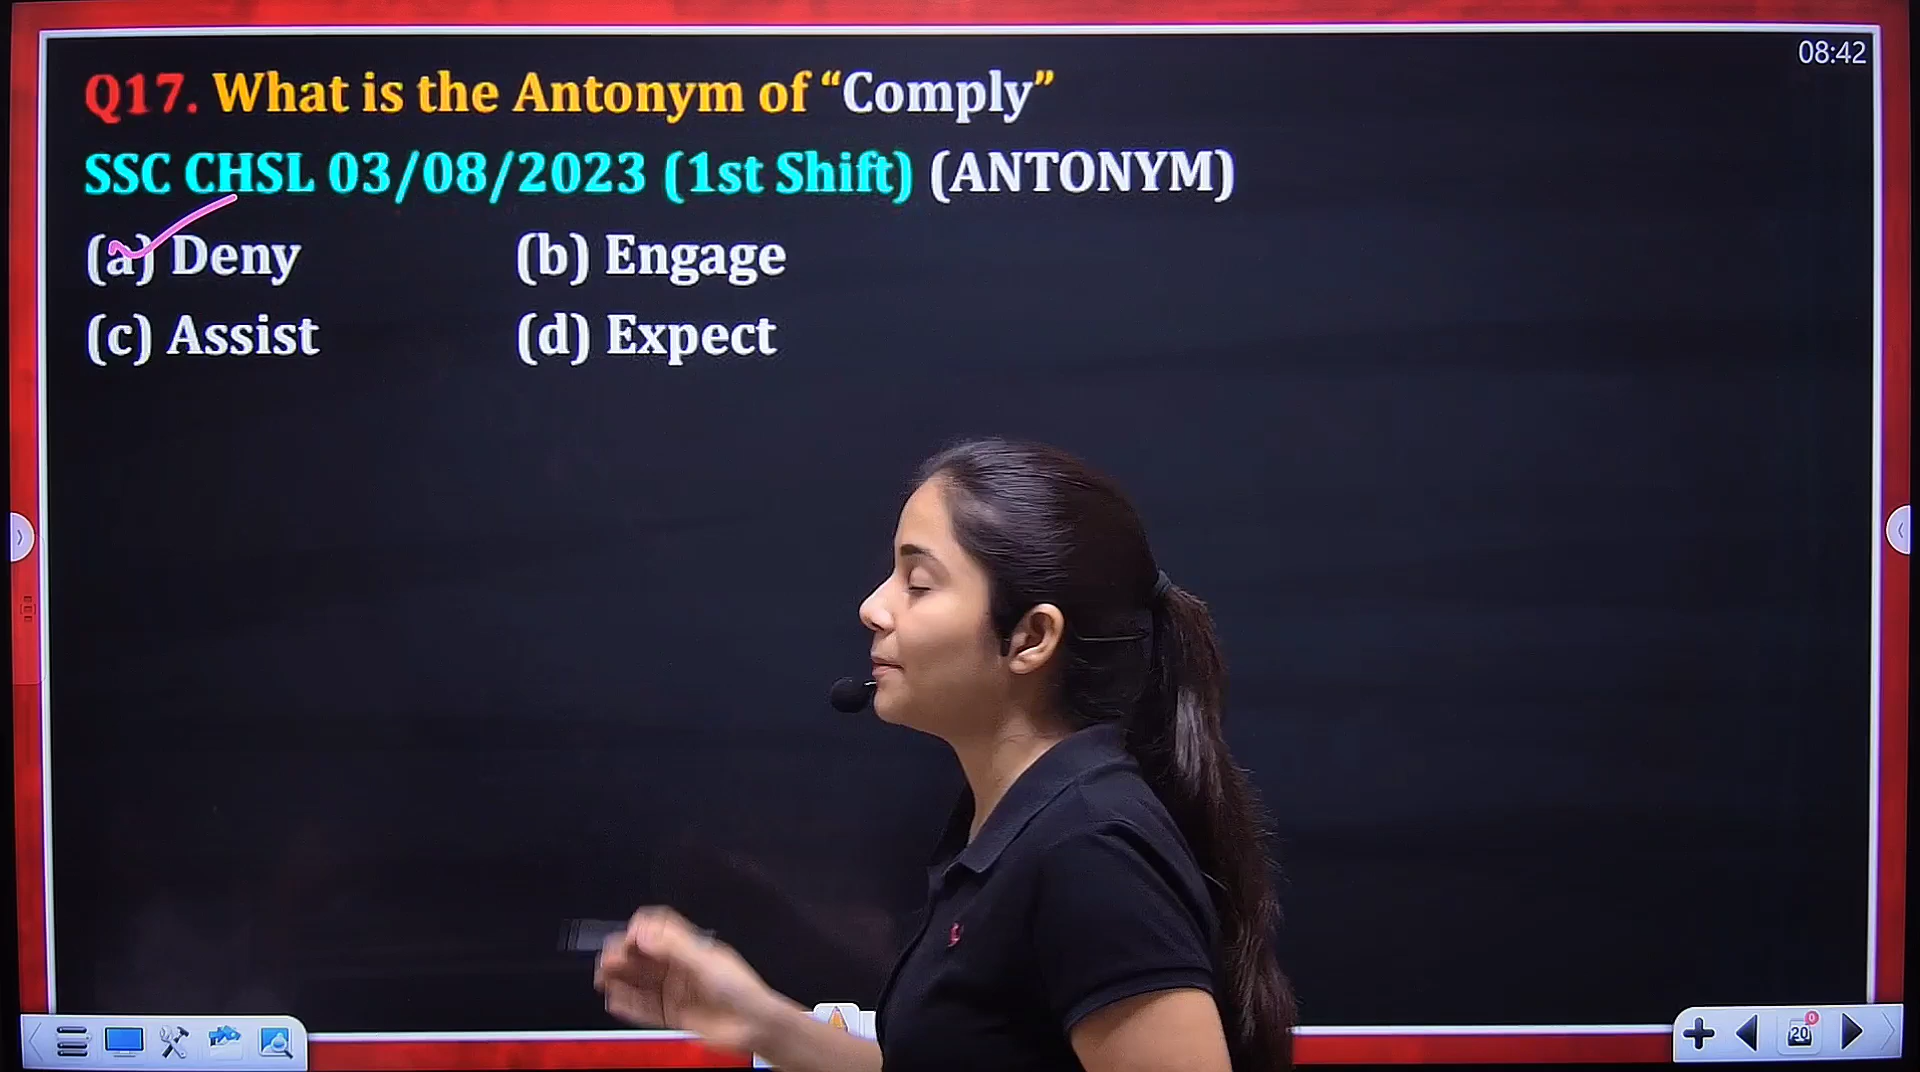 08:42
Q17. What is the Antonym of “Comply”
SSC CHSL 03/08/2023 (1st Shift) (ANTONYM)
(a) Deny (b) Engage
(c) Assist (d) Expect
20
0